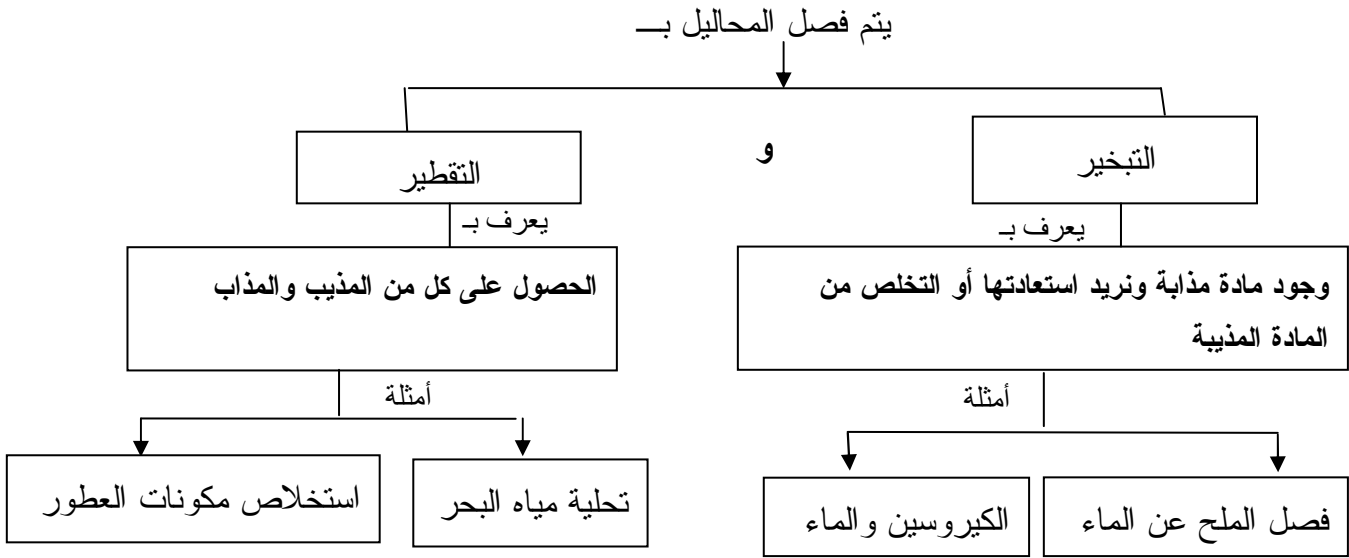 يتم فصل المحاليل بـــ
التبخير
و
التقطير
يعرف بـ
يعرف بـ
وجود مادة مذابة ونريد استعادتها أو التخلص من
المادة المذيبة
الحصول على كل من المذيب والمذاب
أمثلة
أمثلة
فصل الملح عن الماء
الكيروسين والماء
تحلية مياه البحر
استخلاص مكونات العطور